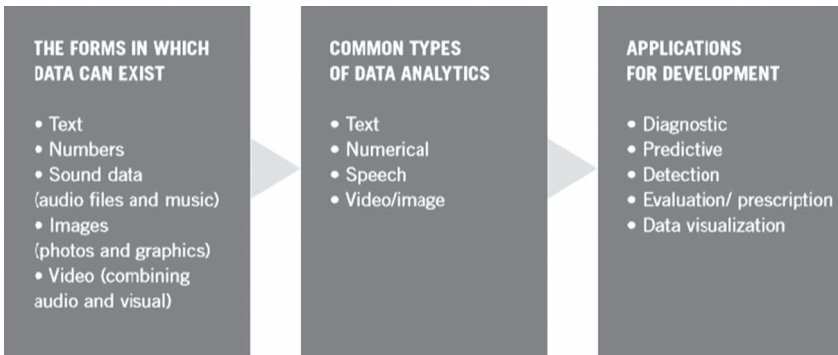 THE FORMS IN WHICH
DATA CAN EXIST
• Text
• Numbers
• Sound data
(audio files and music)
• Images
(photos and graphics)
• Video (combining
audio and visual)
COMMON TYPES
OF DATA ANALYTICS
• Text
• Numerical
• Speech
• Video/image
APPLICATIONS
FOR DEVELOPMENT
• Diagnostic
• Predictive
• Detection
• Evaluation/ prescription
• Data visualization